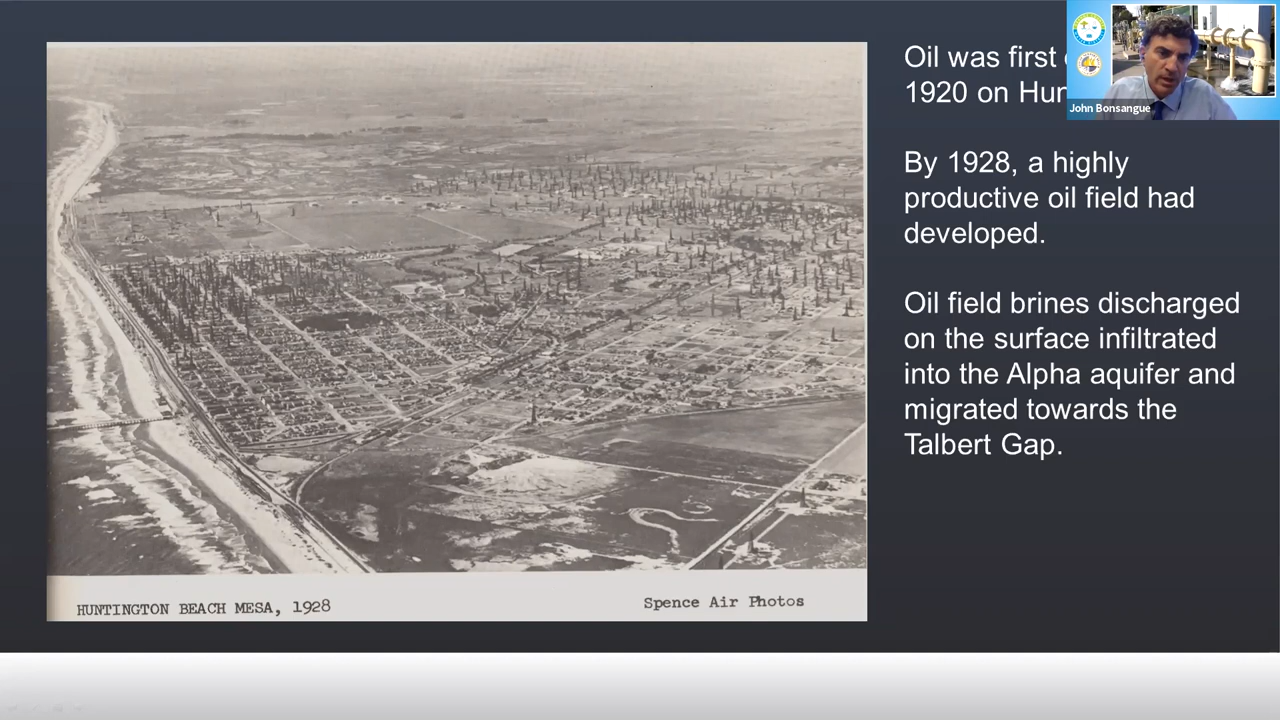 Oil was first
1920 on Hun
By 1928, a highly
productive oil field had
developed.
Oil field brines discharged
on the surface infiltrated
into the Alpha aquifer and
migrated towards the
Talbert Gap.
John Bonsangue
HUNTINGTON BEACH MESA, 1928
Spence Air Photos